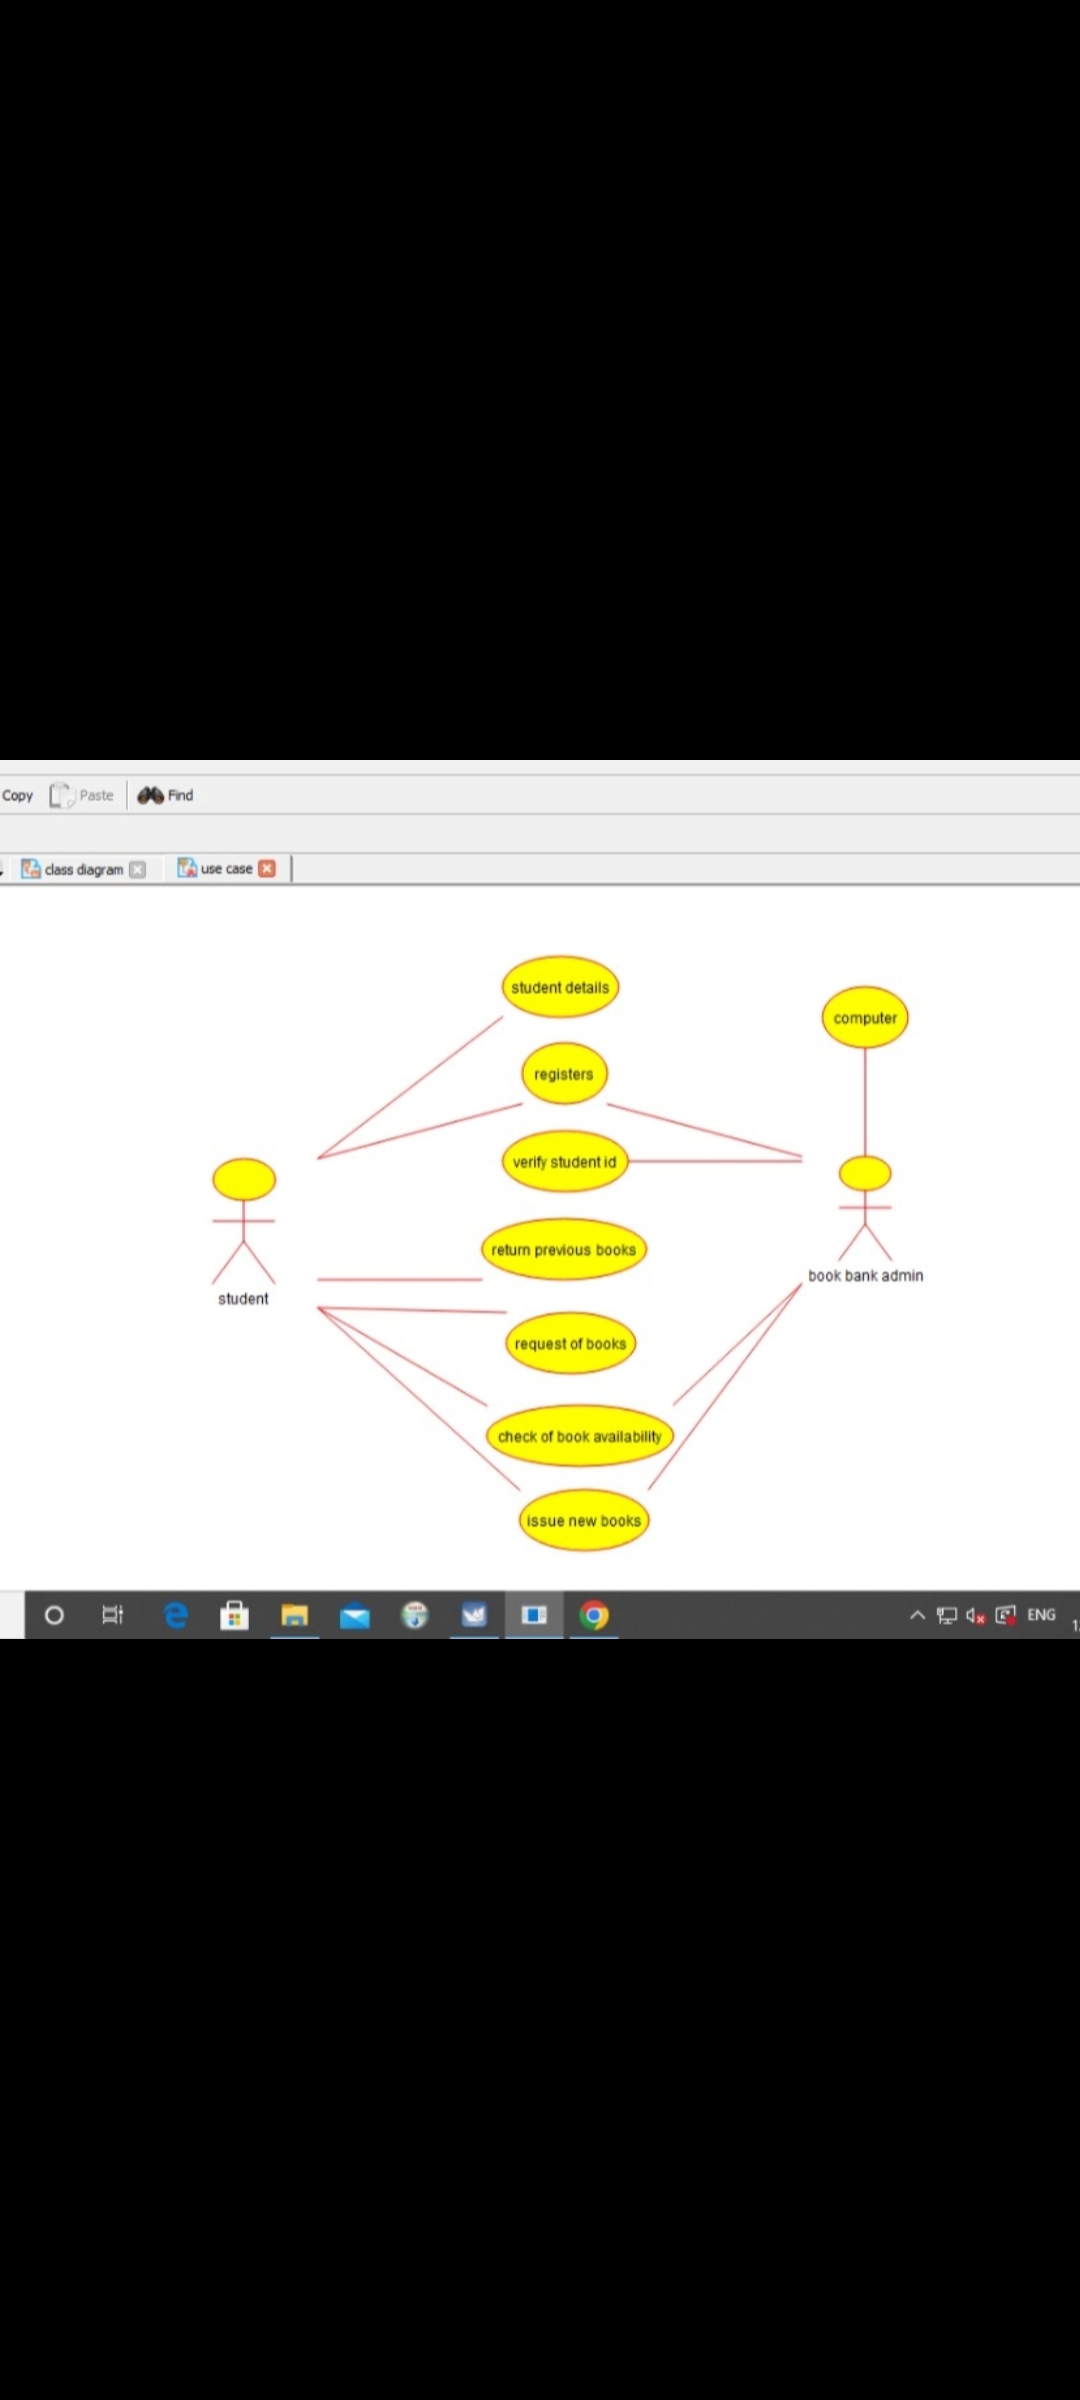 Copy Paste Find
class diagram use case
student details
computer
registers
verify student id
return previous books
book bank admin
student
request of books
check of book availability
issue new books
ENG